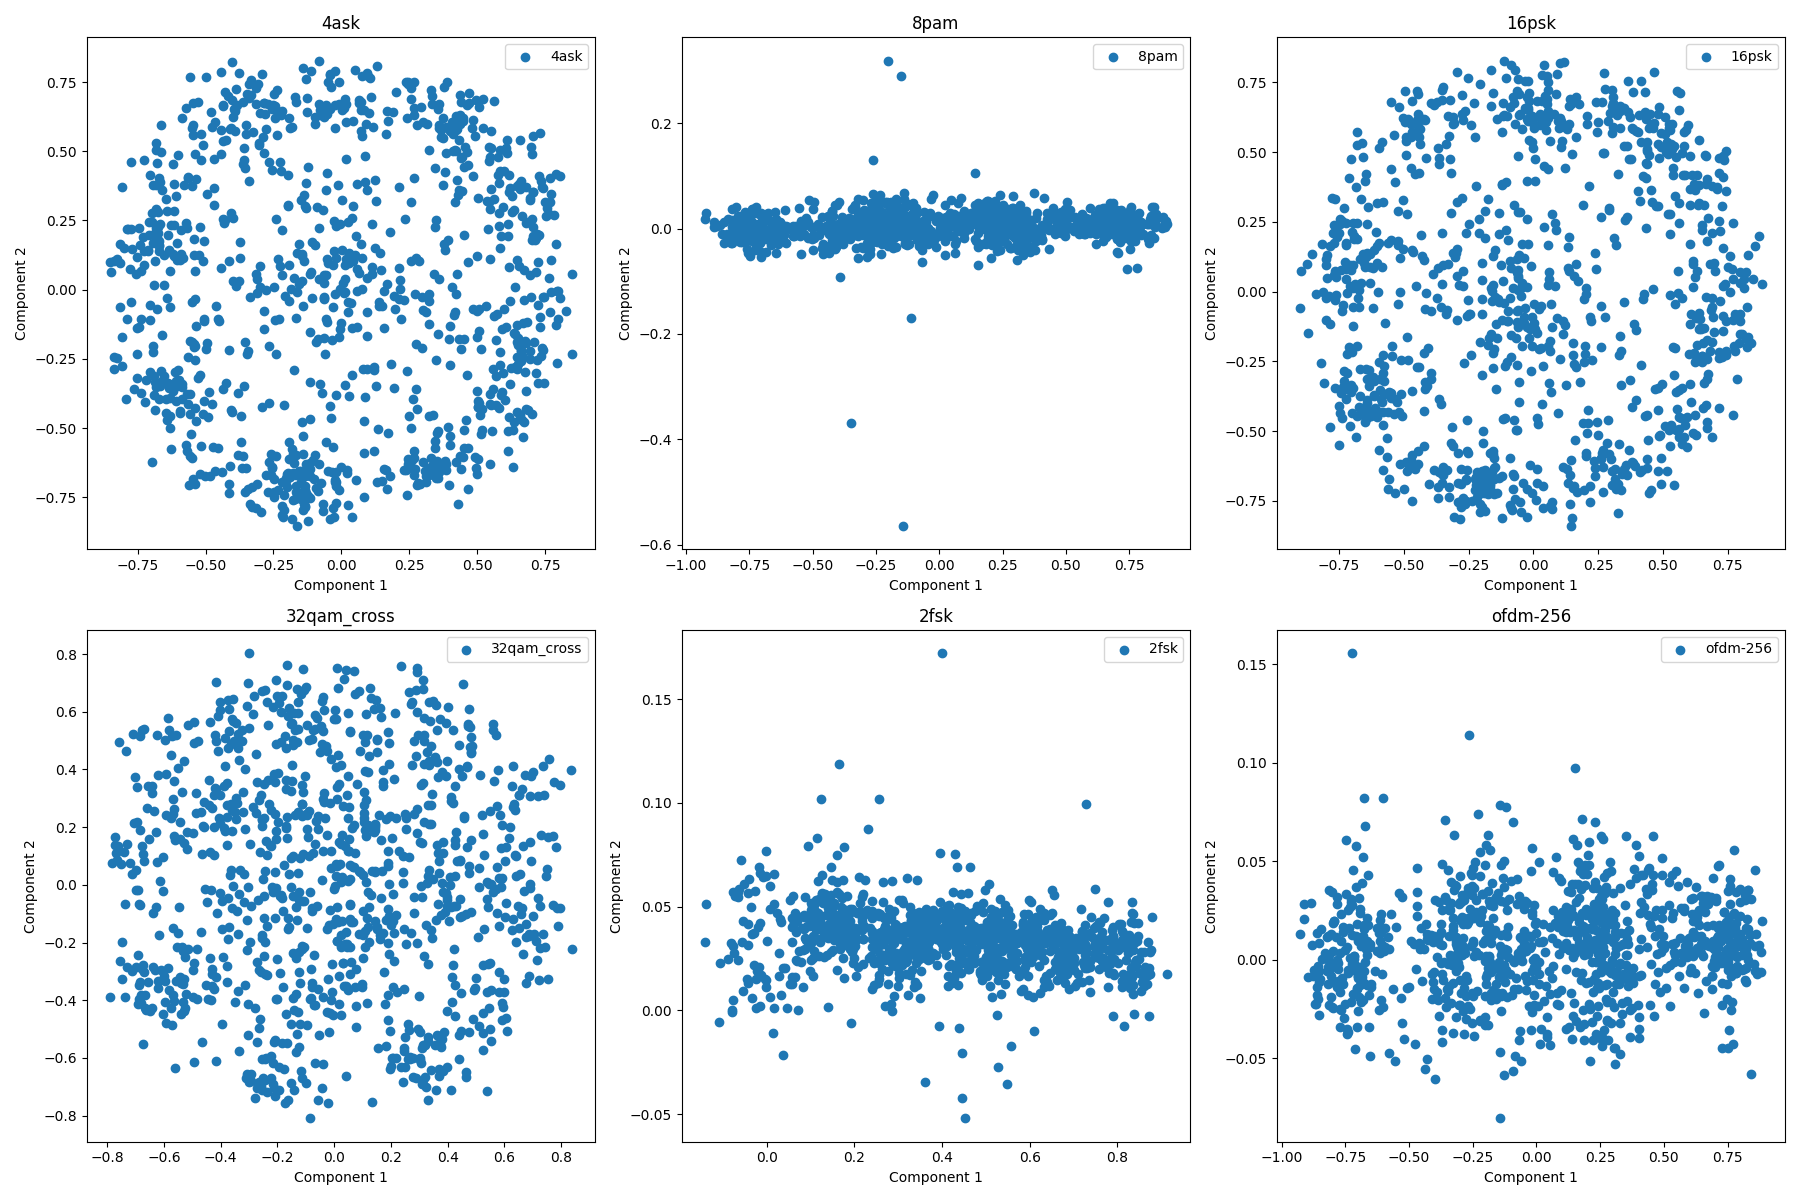 4ask
4ask
0.75
0.50
0.25
0.00
−0.25
−0.50
−0.75
Component 2
−0.75 −0.50 −0.25 0.00 0.25 0.50 0.75
Component 1
8pam
8pam
0.2
0.0
−0.2
−0.4
−0.6
Component 2
−1.00 −0.75 −0.50 −0.25 0.00 0.25 0.50 0.75
Component 1
16psk
16psk
0.75
0.50
0.25
0.00
−0.25
−0.50
−0.75
Component 2
−0.75 −0.50 −0.25 0.00 0.25 0.50 0.75
Component 1
32qam_cross
32qam_cross
0.8
0.6
0.4
0.2
0.0
−0.2
−0.4
−0.6
−0.8
Component 2
−0.8 −0.6 −0.4 −0.2 0.0 0.2 0.4 0.6 0.8
Component 1
2fsk
2fsk
0.15
0.10
0.05
0.00
−0.05
Component 2
0.0 0.2 0.4 0.6 0.8
Component 1
ofdm-256
ofdm-256
0.15
0.10
0.05
0.00
−0.05
Component 2
−1.00 −0.75 −0.50 −0.25 0.00 0.25 0.50 0.75
Component 1